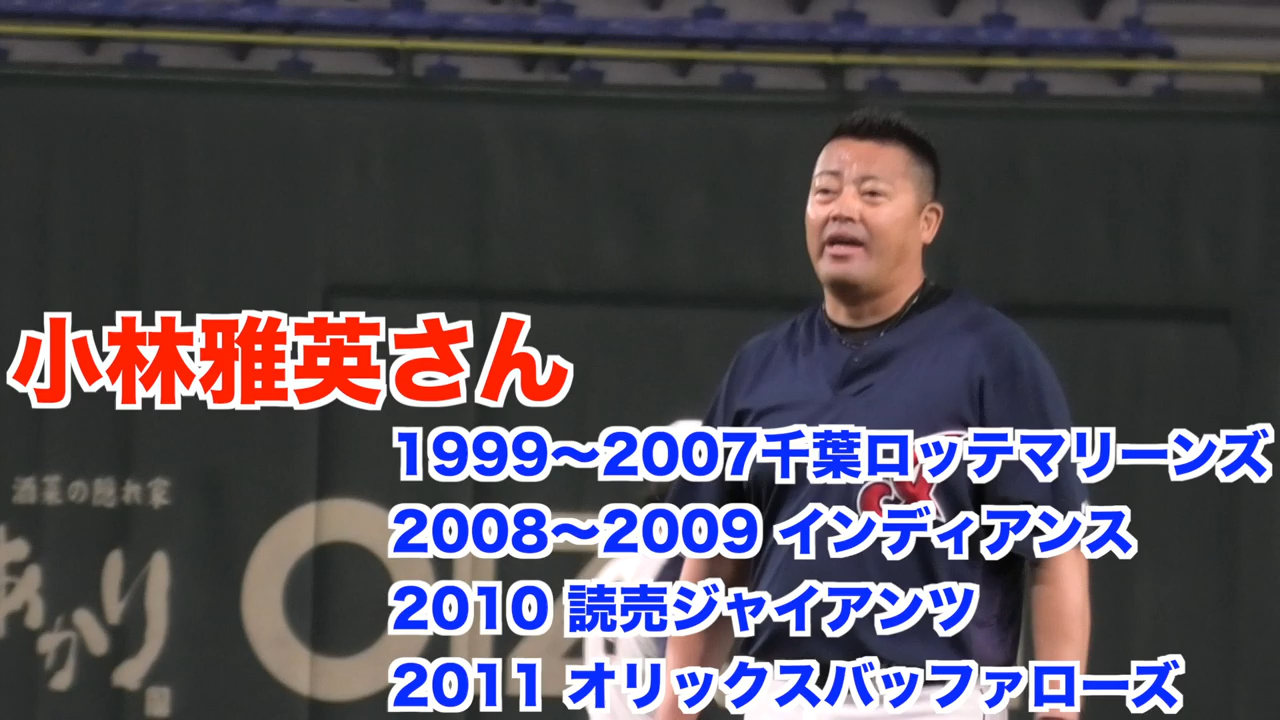 小林雅英さん
1999〜2007千葉ロッテマリーンズ
2008〜2009 インディアンス
2010 読売ジャイアンツ
2011 オリックスバッファローズ
酒菜の隠れ家
あかり